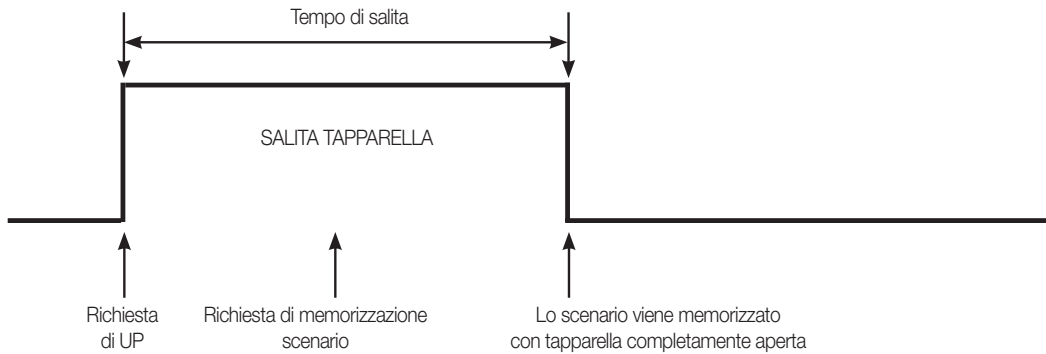 Tempo di salita
SALITA TAPPARELLA
Richiesta
di UP
Richiesta di memorizzazione
scenario
Lo scenario viene memorizzato
con tapparella completamente aperta